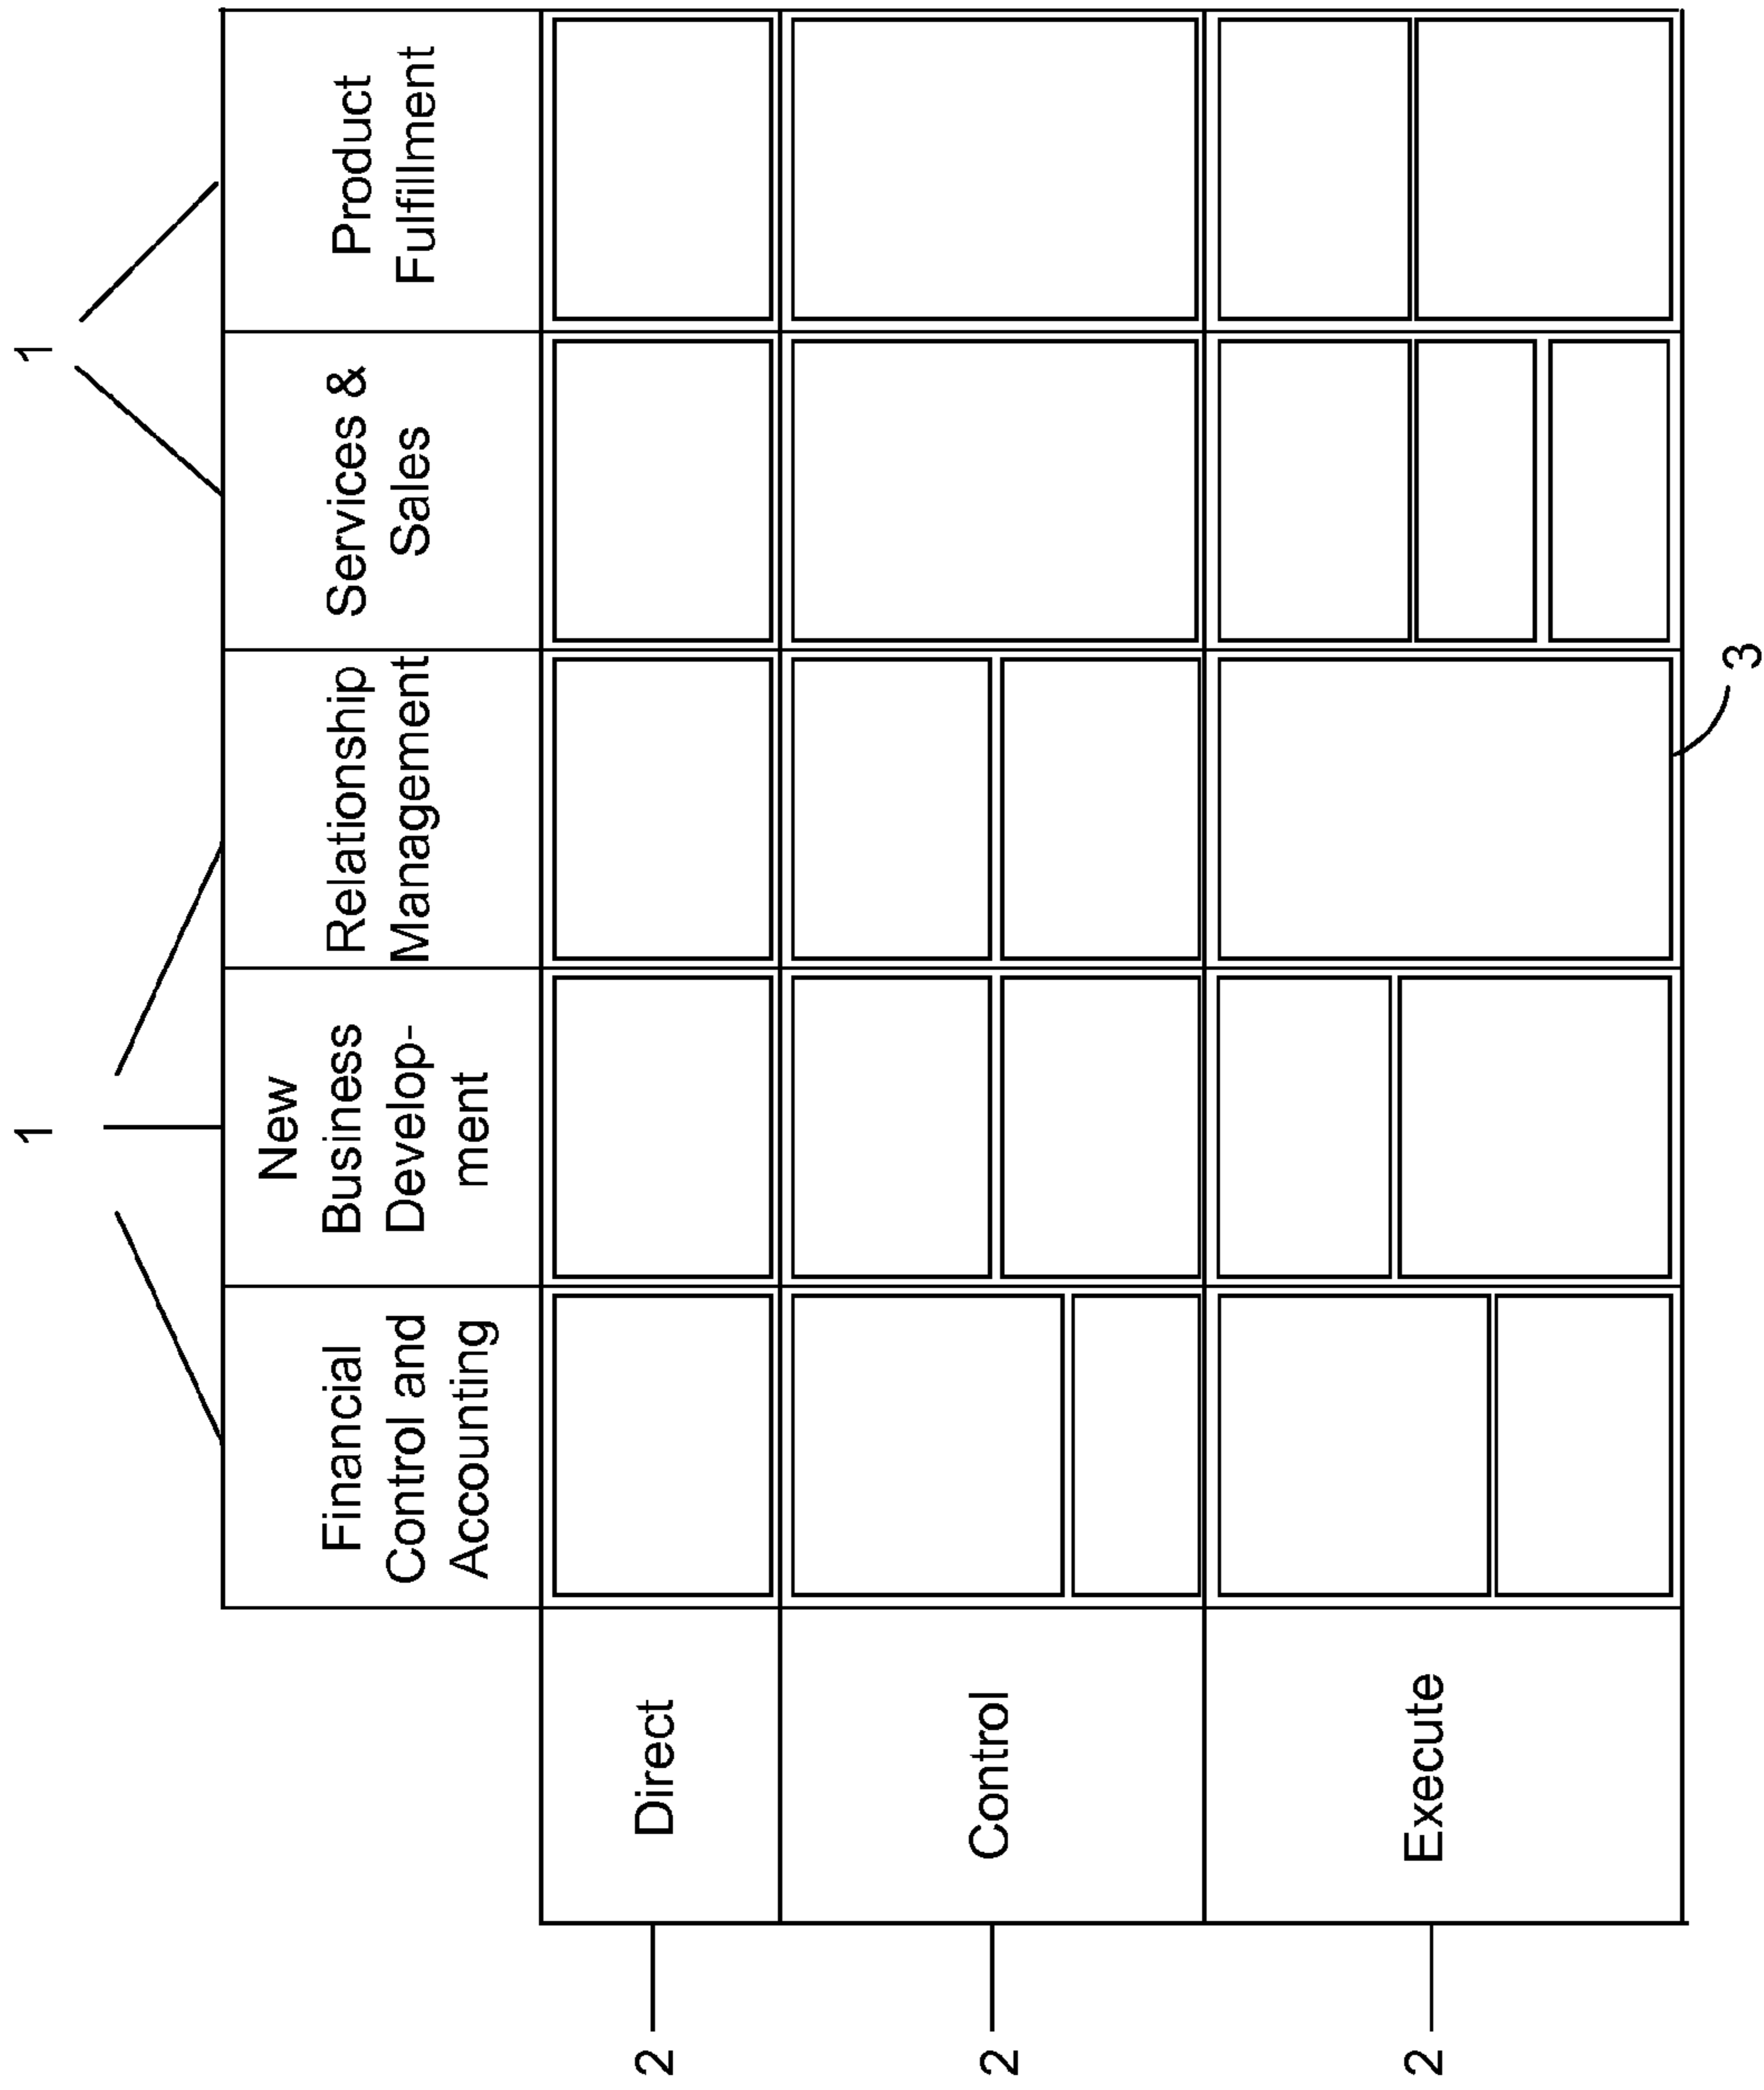 1
1
Financial
Control and
Accounting
New
Business
Develop-
ment
Relationship
Management
Services &
Sales
Product
Fulfillment
2
Direct
2
Control
2
Execute
3